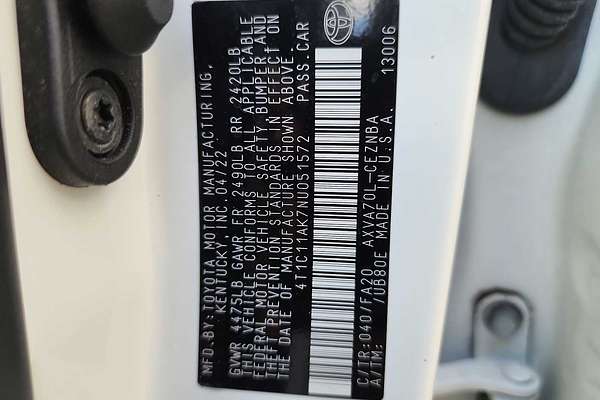 MFD.BY:TOYOTA MOTOR MANUFACTURING,
KENTUCKY, INC. 04/22
GVWR 4475LB GAWR FR 2490LB RR 2420LB
THIS VEHICLE CONFORMS TO ALL APPLICABLE
FEDERAL MOTOR VEHICLE SAFETY, BUMPER, AND
THEFT PREVENTION STANDARDS IN EFFECT ON
THE DATE OF MANUFACTURE SHOWN ABOVE.
4T1C11AK7NU051572 PASS.CAR
C/TR:040/FA20 AXVA70L-CEZNBA
A/TM: /UB80E MADE IN U.S.A. 13006